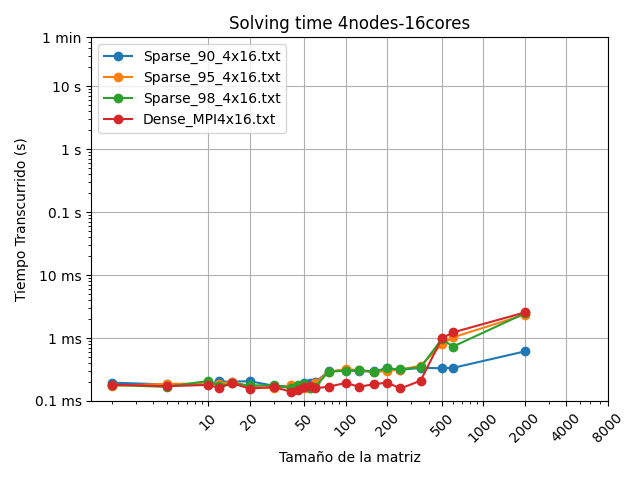 Solving time 4nodes-16cores
1 min
10 s
1 s
0.1 s
10 ms
1 ms
0.1 ms
Tiempo Transcurrido (s)
Sparse_90_4x16.txt
Sparse_95_4x16.txt
Sparse_98_4x16.txt
Dense_MPI4x16.txt
10 20 50 100 200 500 1000 2000 4000 8000
Tamaño de la matriz